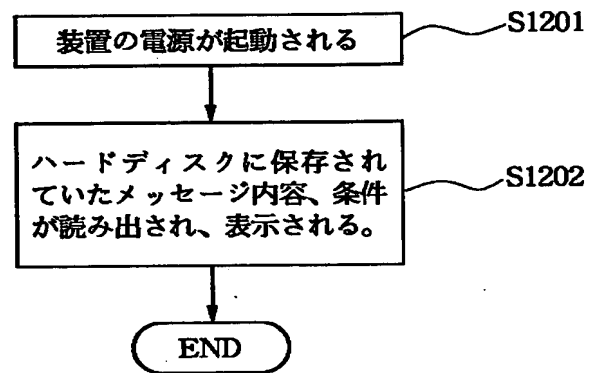 装置の電源が起動される
S1201
ハードディスクに保存され
ていたメッセージ内容、条件
が読み出され、表示される。
S1202
END